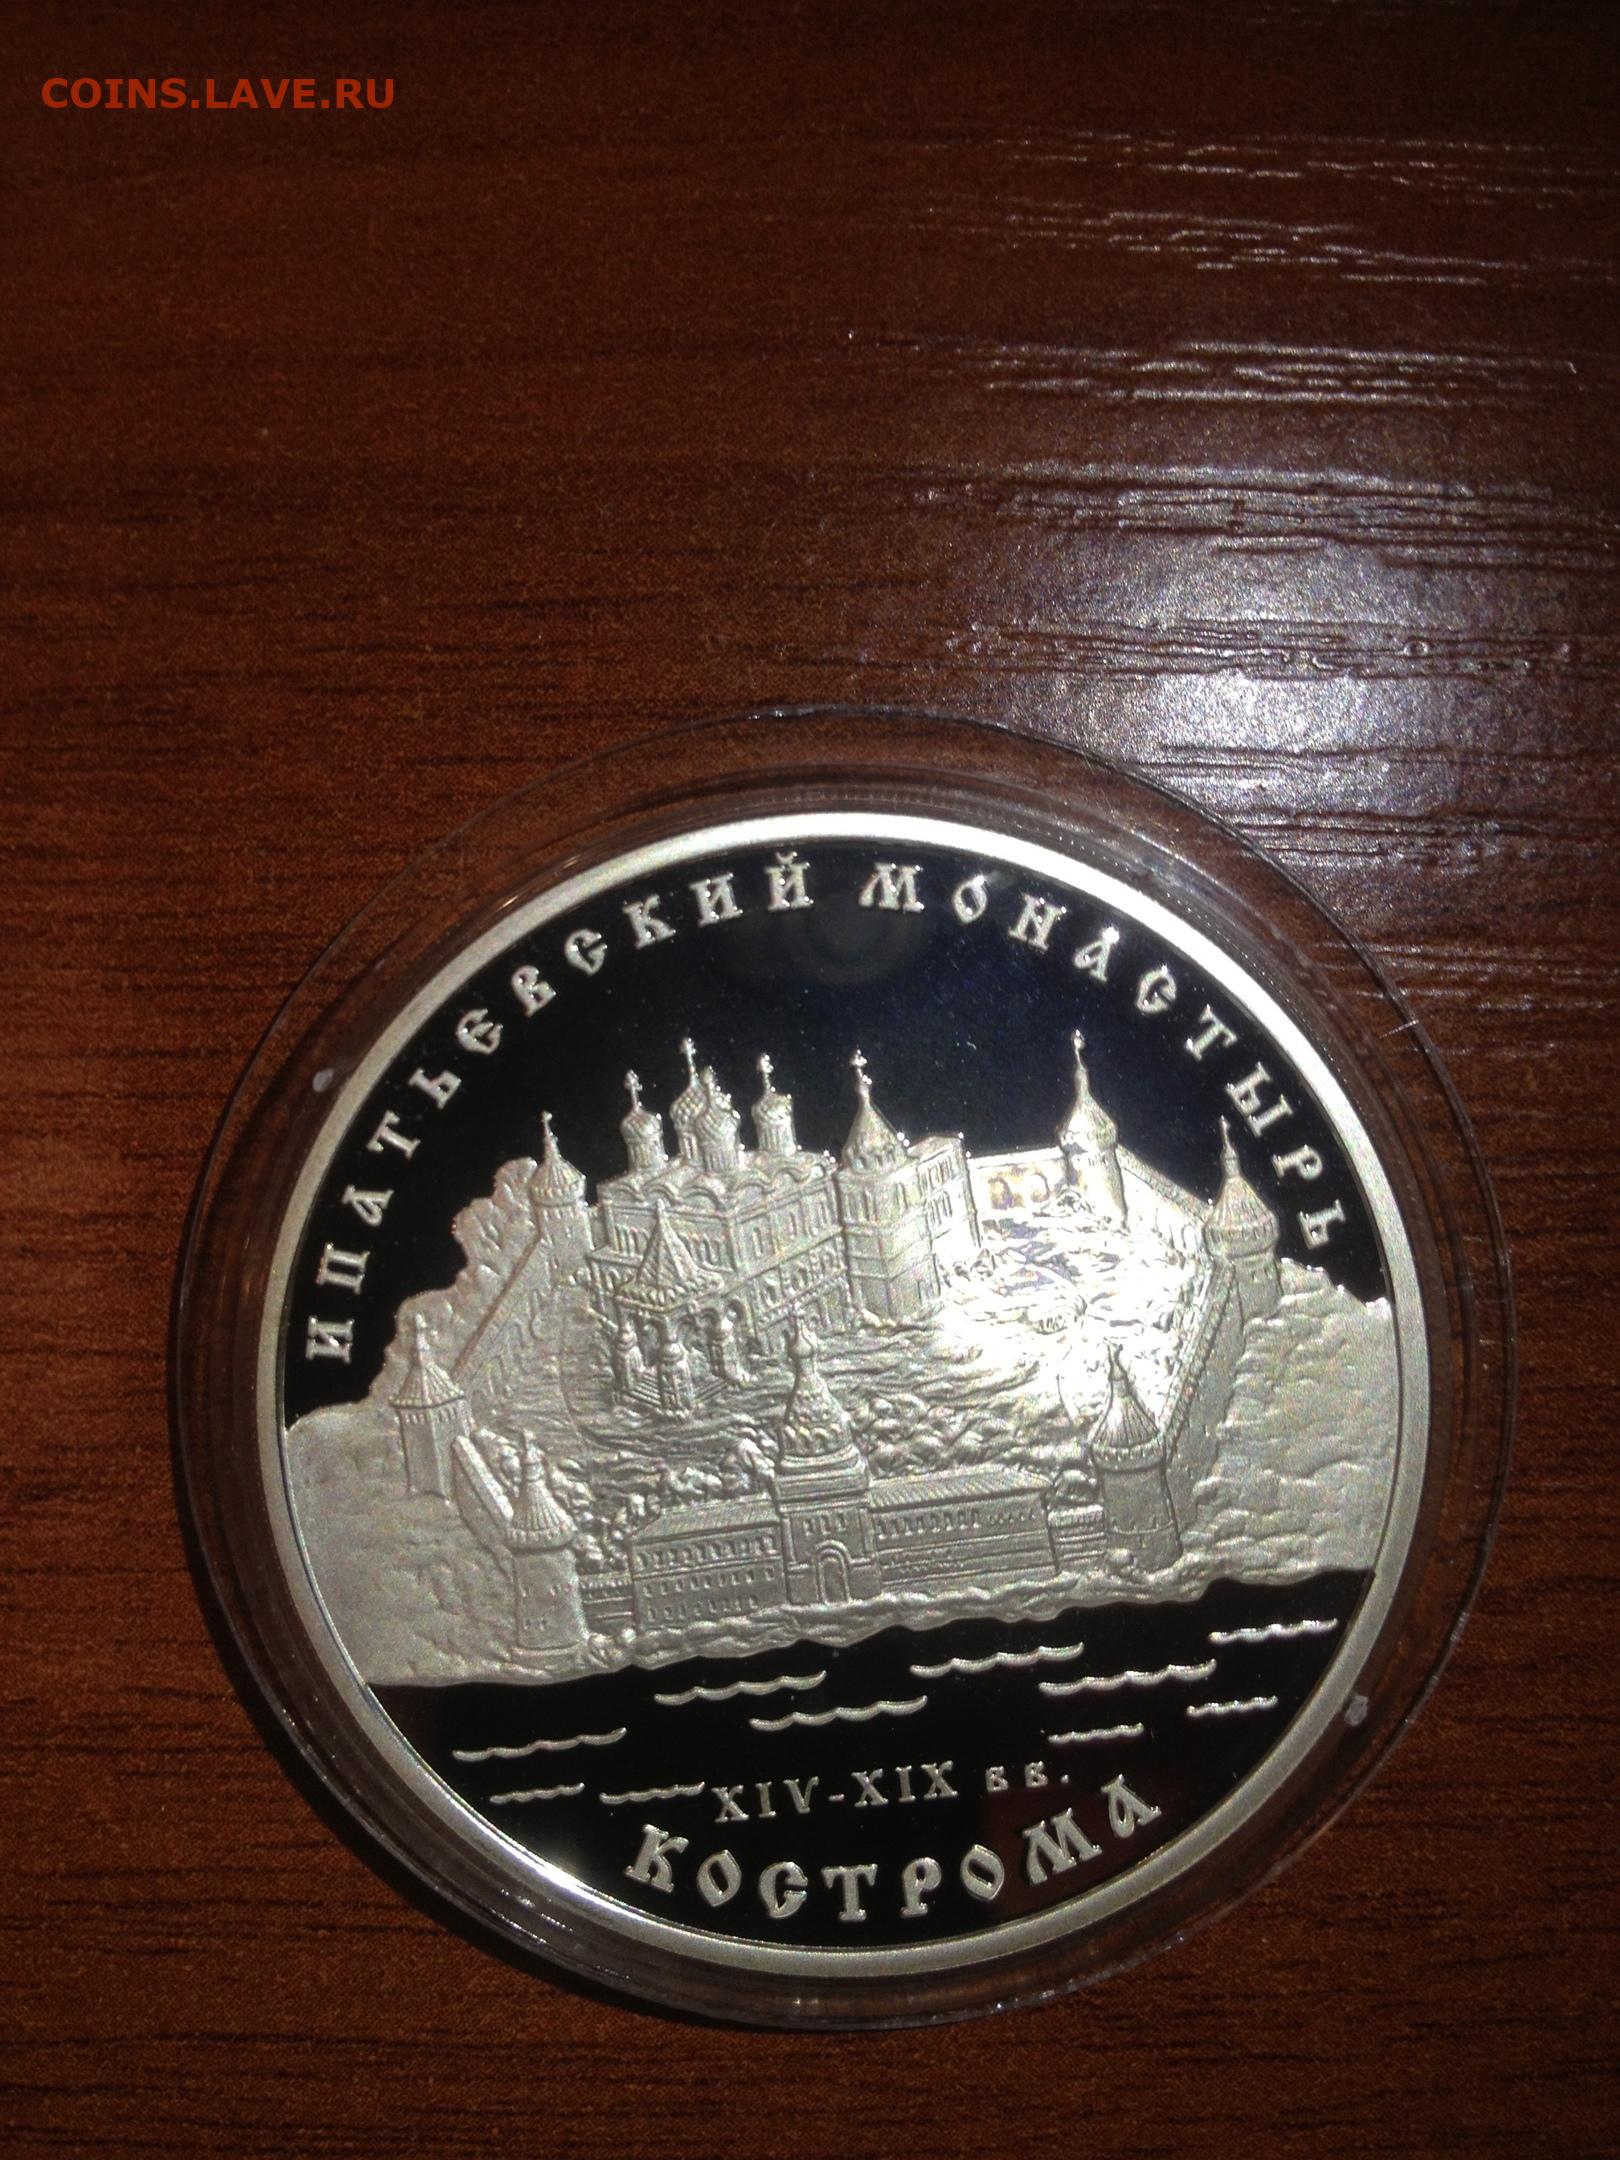 COINS.LAVE.RU
ИПАТЬЕВСКИЙ МОНАСТЫРЬ
XIV-XIX вв.
КОСТРОМА